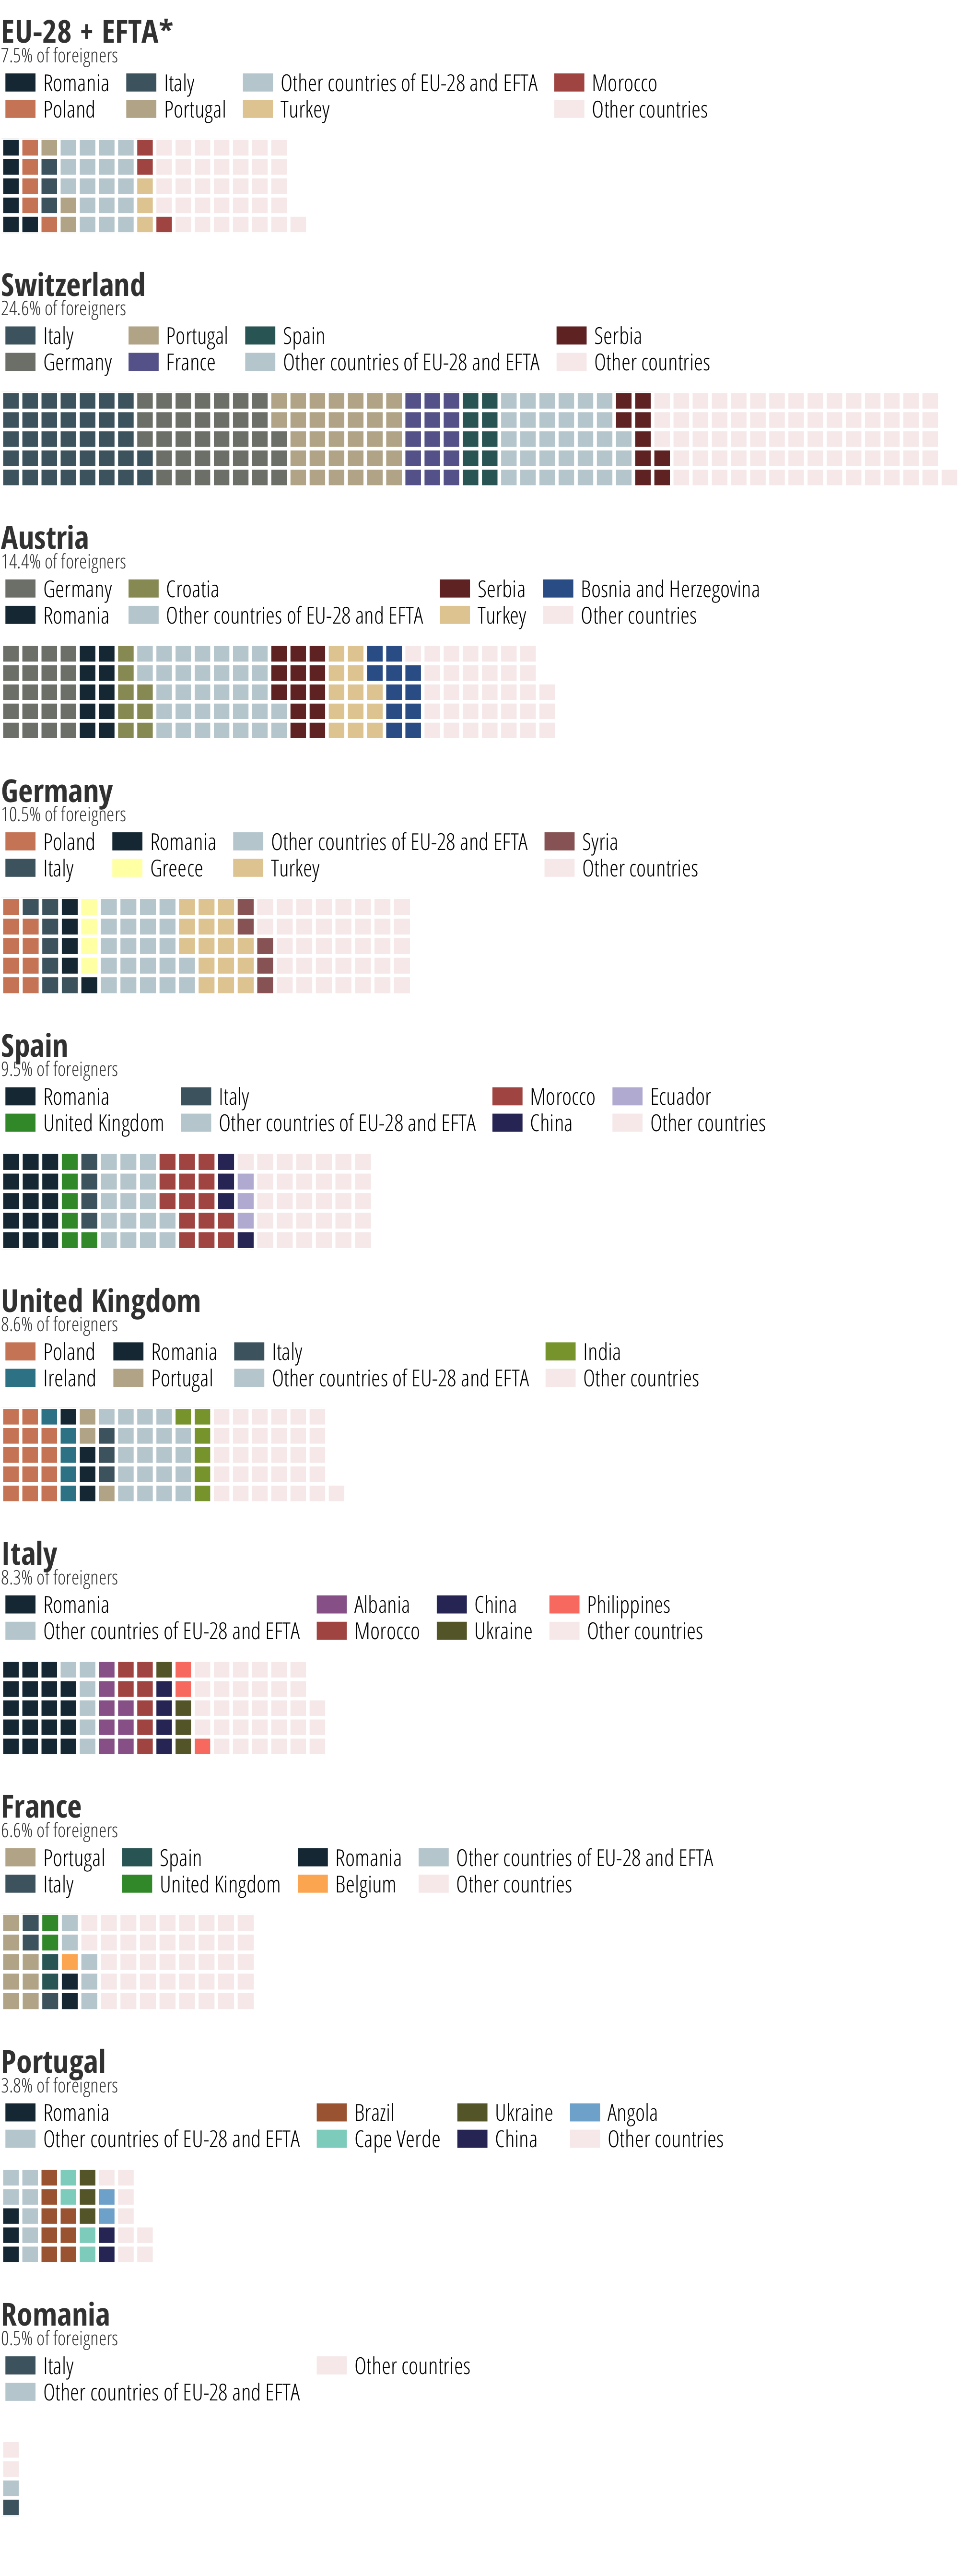 EU-28 + EFTA*
7.5% of foreigners
Romania Italy Other countries of EU-28 and EFTA Morocco
Poland Portugal Turkey Other countries
Switzerland
24.6% of foreigners
Italy Portugal Spain Serbia
Germany France Other countries of EU-28 and EFTA Other countries
Austria
14.4% of foreigners
Germany Croatia Serbia Bosnia and Herzegovina
Romania Other countries of EU-28 and EFTA Turkey Other countries
Germany
10.5% of foreigners
Poland Romania Other countries of EU-28 and EFTA Syria
Italy Greece Turkey Other countries
Spain
9.5% of foreigners
Romania Italy Morocco Ecuador
United Kingdom Other countries of EU-28 and EFTA China Other countries
United Kingdom
8.6% of foreigners
Poland Romania Italy India
Ireland Portugal Other countries of EU-28 and EFTA Other countries
Italy
8.3% of foreigners
Romania Albania China Philippines
Other countries of EU-28 and EFTA Morocco Ukraine Other countries
France
6.6% of foreigners
Portugal Spain Romania Other countries of EU-28 and EFTA
Italy United Kingdom Belgium Other countries
Portugal
3.8% of foreigners
Romania Brazil Ukraine Angola
Other countries of EU-28 and EFTA Cape Verde China Other countries
Romania
0.5% of foreigners
Italy Other countries
Other countries of EU-28 and EFTA